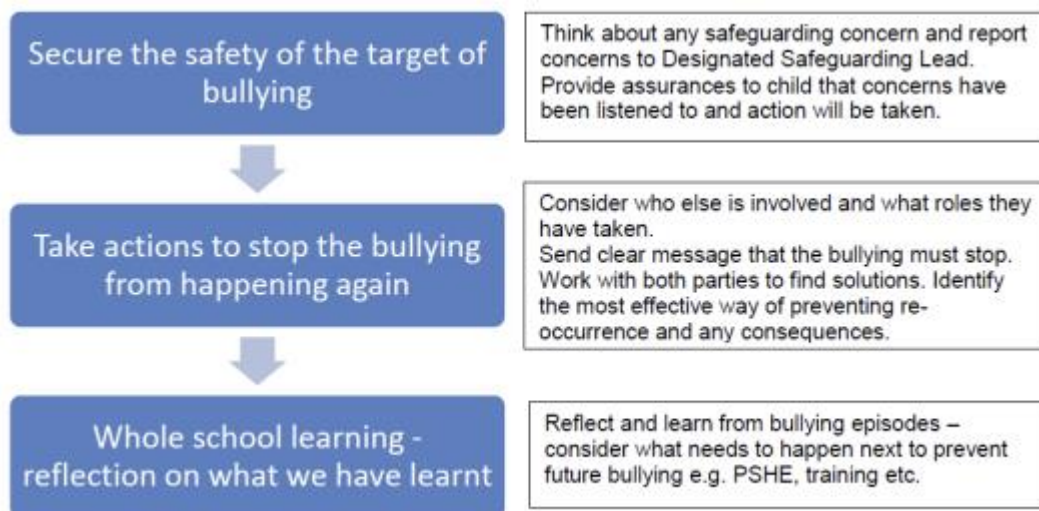 Secure the safety of the target of
bullying
Think about any safeguarding concern and report
concerns to Designated Safeguarding Lead.
Provide assurances to child that concerns have
been listened to and action will be taken.
Take actions to stop the bullying
from happening again
Consider who else is involved and what roles they
have taken.
Send clear message that the bullying must stop.
Work with both parties to find solutions. Identify
the most effective way of preventing re-
occurrence and any consequences.
Whole school learning -
reflection on what we have learnt
Reflect and learn from bullying episodes –
consider what needs to happen next to prevent
future bullying e.g. PSHE, training etc.